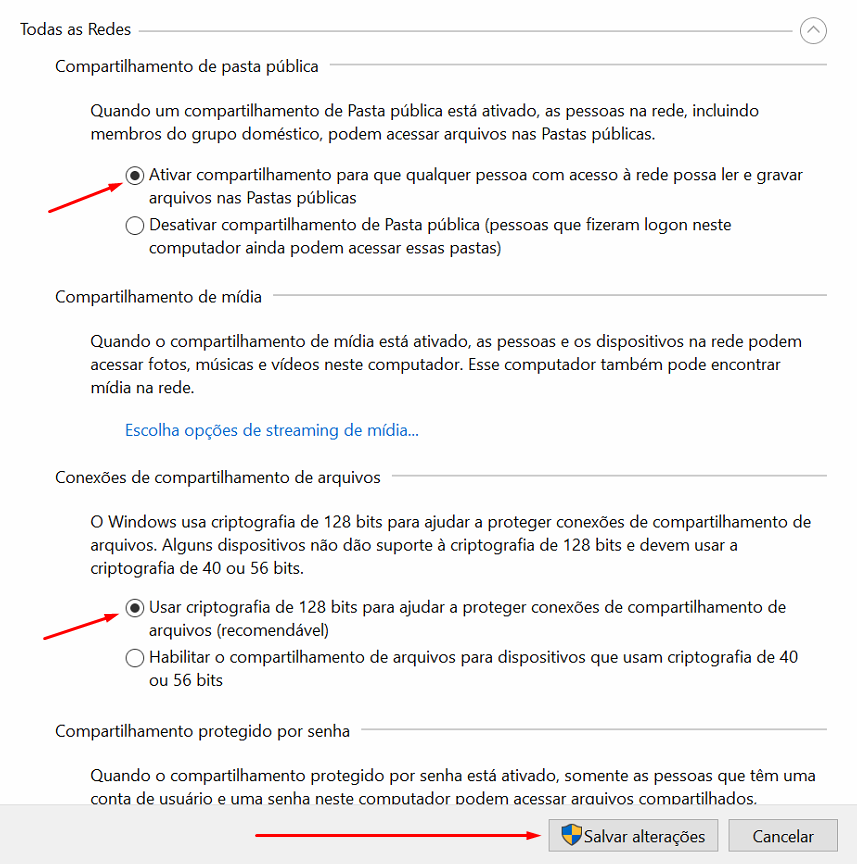 Todas as Redes
Compartilhamento de pasta pública
Quando um compartilhamento de Pasta pública está ativado, as pessoas na rede, incluindo
membros do grupo doméstico, podem acessar arquivos nas Pastas públicas.
Ativar compartilhamento para que qualquer pessoa com acesso à rede possa ler e gravar
arquivos nas Pastas públicas
Desativar compartilhamento de Pasta pública (pessoas que fizeram logon neste
computador ainda podem acessar essas pastas)
Compartilhamento de mídia
Quando o compartilhamento de mídia está ativado, as pessoas e os dispositivos na rede podem
acessar fotos, músicas e vídeos neste computador. Esse computador também pode encontrar
mídia na rede.
Escolha opções de streaming de mídia...
Conexões de compartilhamento de arquivos
O Windows usa criptografia de 128 bits para ajudar a proteger conexões de compartilhamento de
arquivos. Alguns dispositivos não dão suporte à criptografia de 128 bits e devem usar a
criptografia de 40 ou 56 bits.
Usar criptografia de 128 bits para ajudar a proteger conexões de compartilhamento de
arquivos (recomendável)
Habilitar o compartilhamento de arquivos para dispositivos que usam criptografia de 40
ou 56 bits
Compartilhamento protegido por senha
Quando o compartilhamento protegido por senha está ativado, somente as pessoas que têm uma
conta de usuário e uma senha neste computador podem acessar arquivos compartilhados,
Salvar alterações
Cancelar